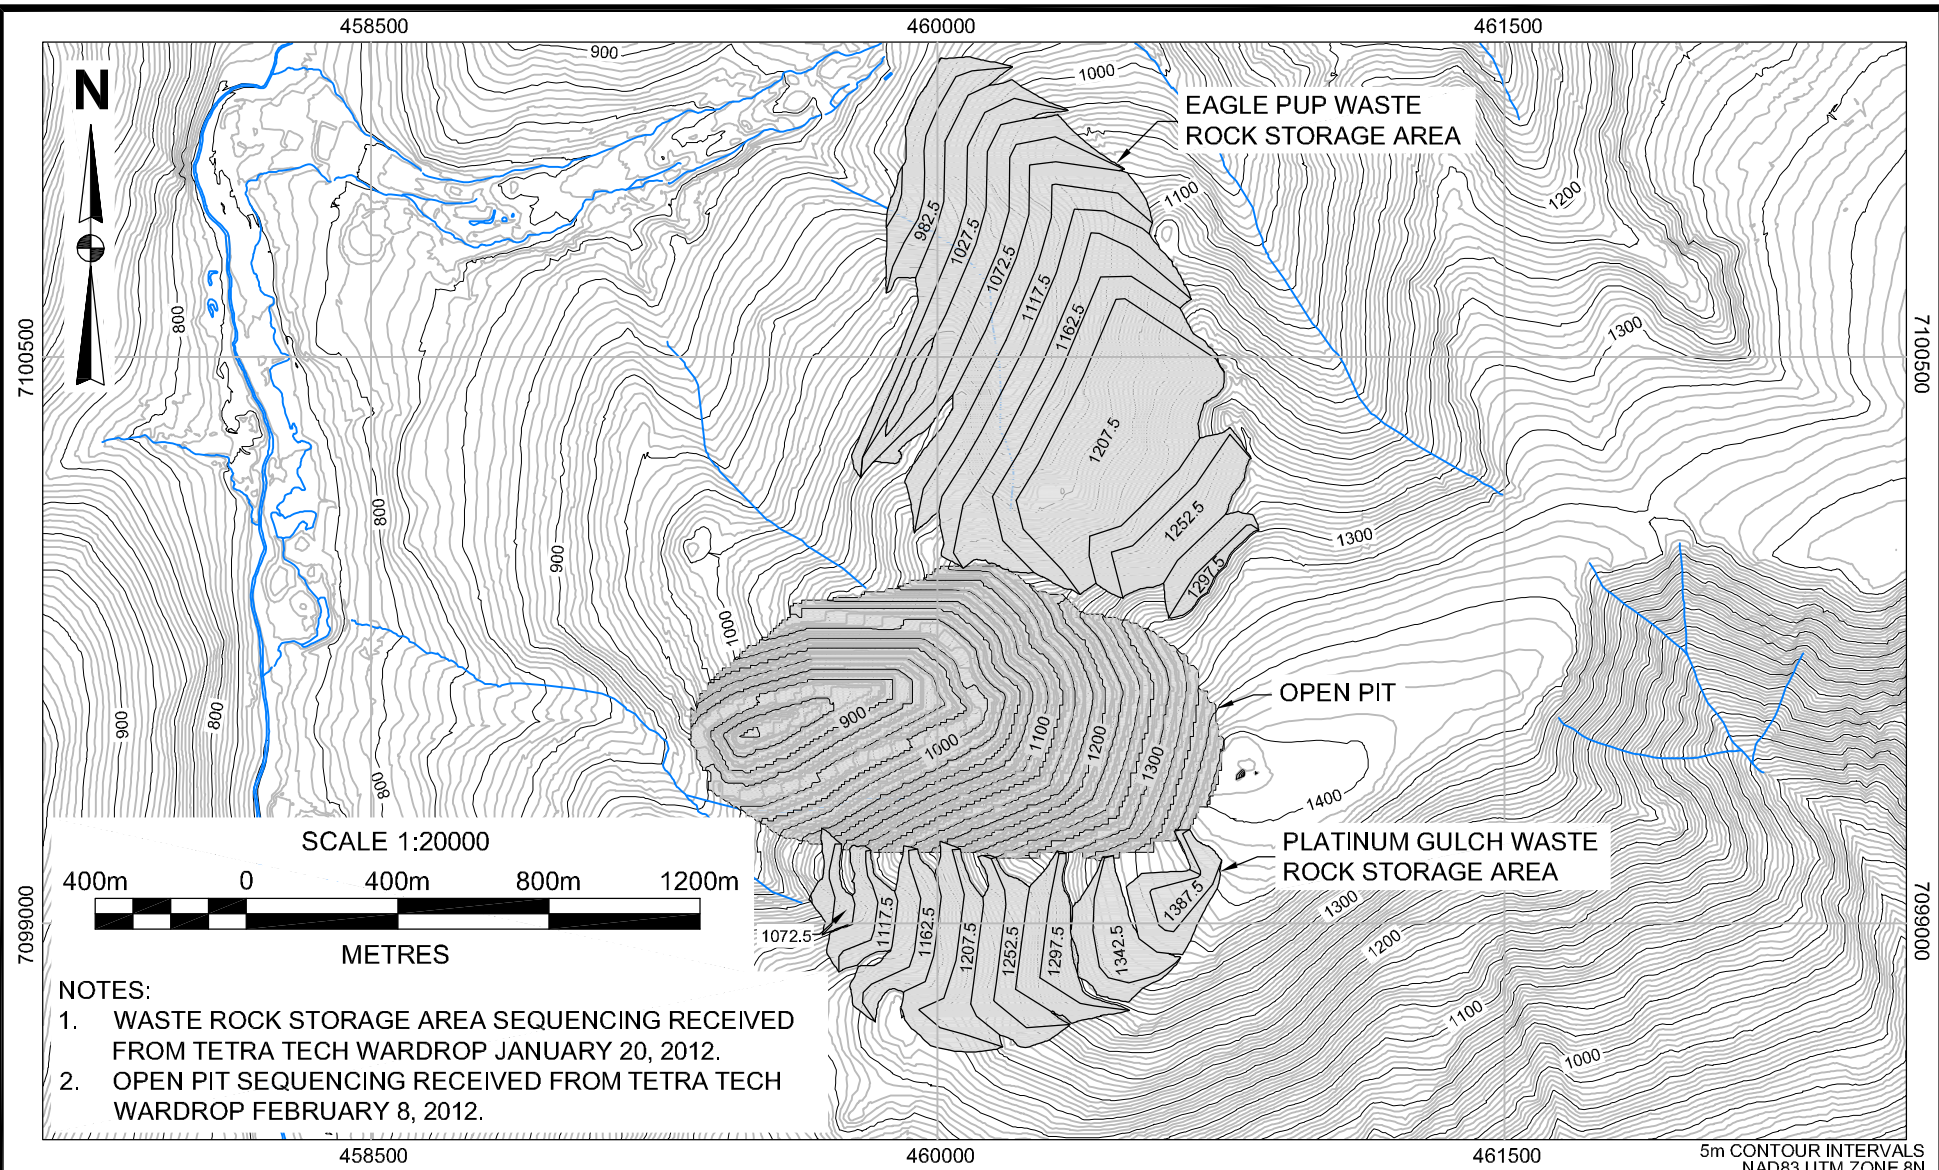 458500 460000 461500
N
900
1000
EAGLE PUP WASTE
ROCK STORAGE AREA
1100
1200
982.5
1027.5
1072.5
1117.5
1162.5
800
1300
7100500 7100500
1207.5
800
1252.5
1300
900
1297.5
1000
OPEN PIT
900
800
900
1000
1100
1200
1300
800
1400
SCALE 1:20000
400m 0 400m 800m 1200m
METRES
PLATINUM GULCH WASTE
ROCK STORAGE AREA
1387.5
1300
7099000 7099000
1072.5
1117.5
1162.5
1207.5
1252.5
1297.5
1342.5
1200
1100
1000
NOTES:
1. WASTE ROCK STORAGE AREA SEQUENCING RECEIVED
FROM TETRA TECH WARDROP JANUARY 20, 2012.
2. OPEN PIT SEQUENCING RECEIVED FROM TETRA TECH
WARDROP FEBRUARY 8, 2012.
458500 460000 461500
5m CONTOUR INTERVALS
NAD83 UTM ZONE 8N